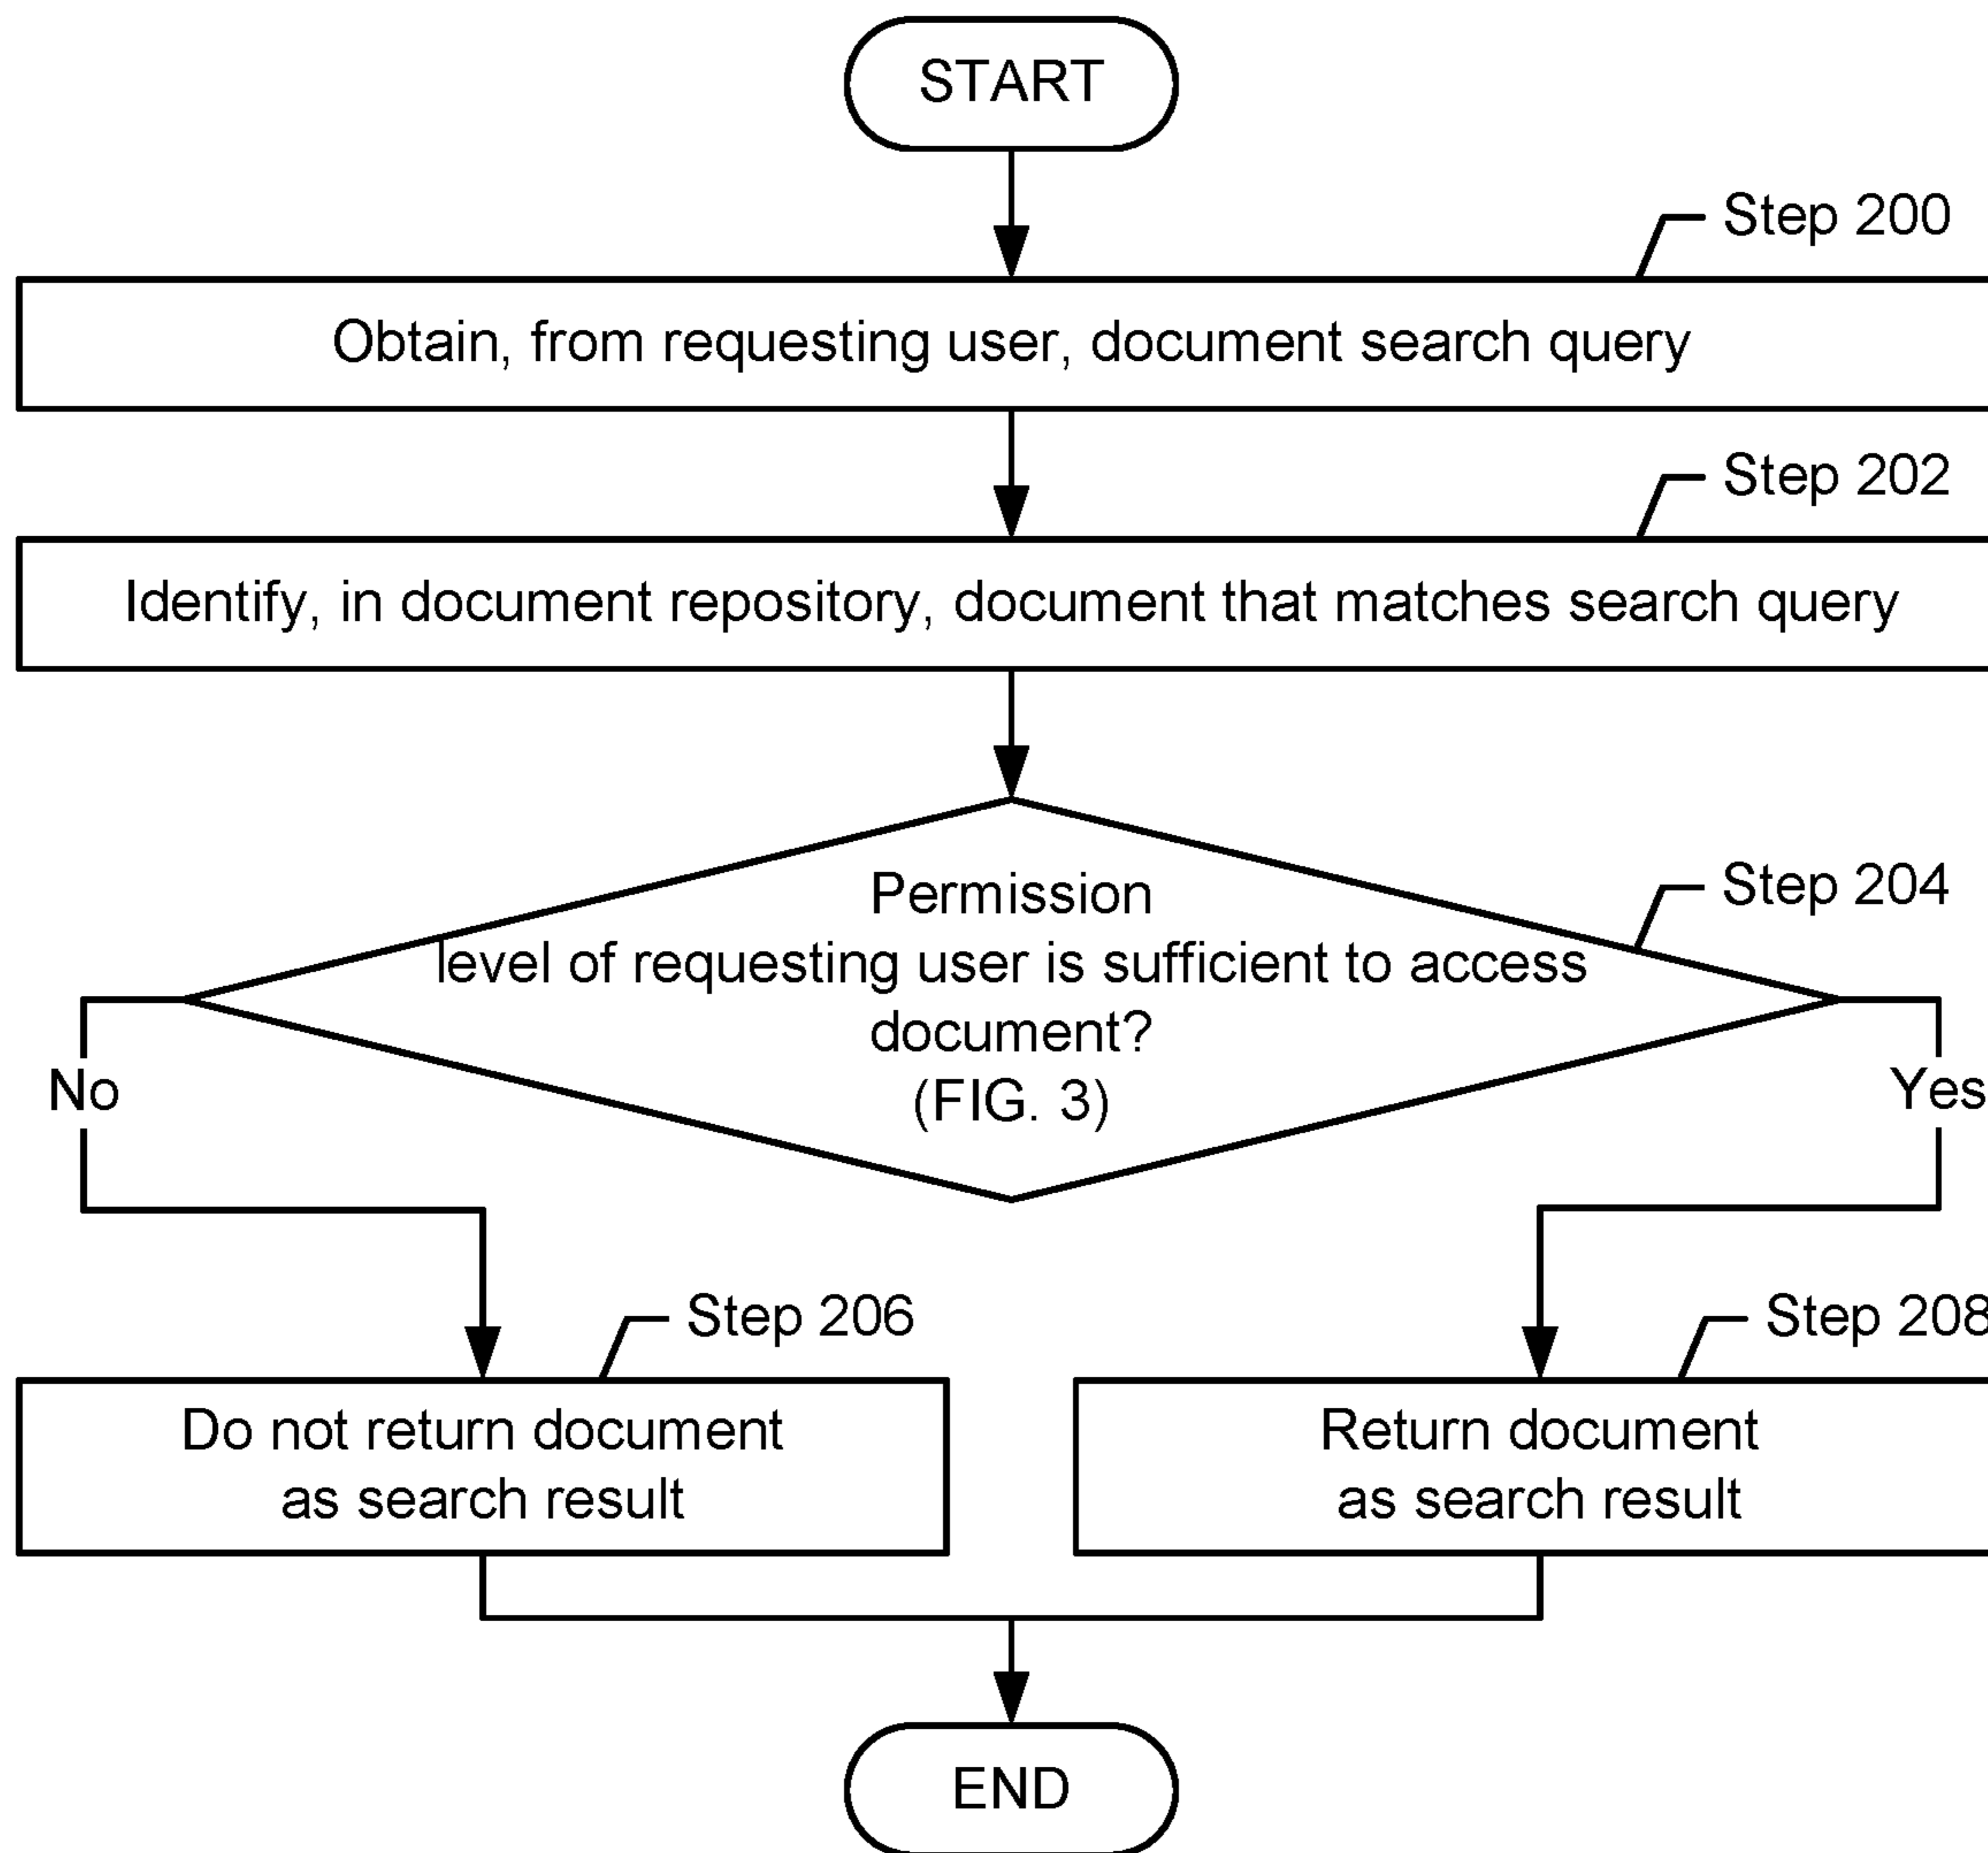 START
Step 200
Obtain, from requesting user, document search query
Step 202
Identify, in document repository, document that matches search query
Step 204
Permission
level of requesting user is sufficient to access
document?
(FIG. 3)
No
Yes
Step 206
Step 208
Do not return document
as search result
Return document
as search result
END